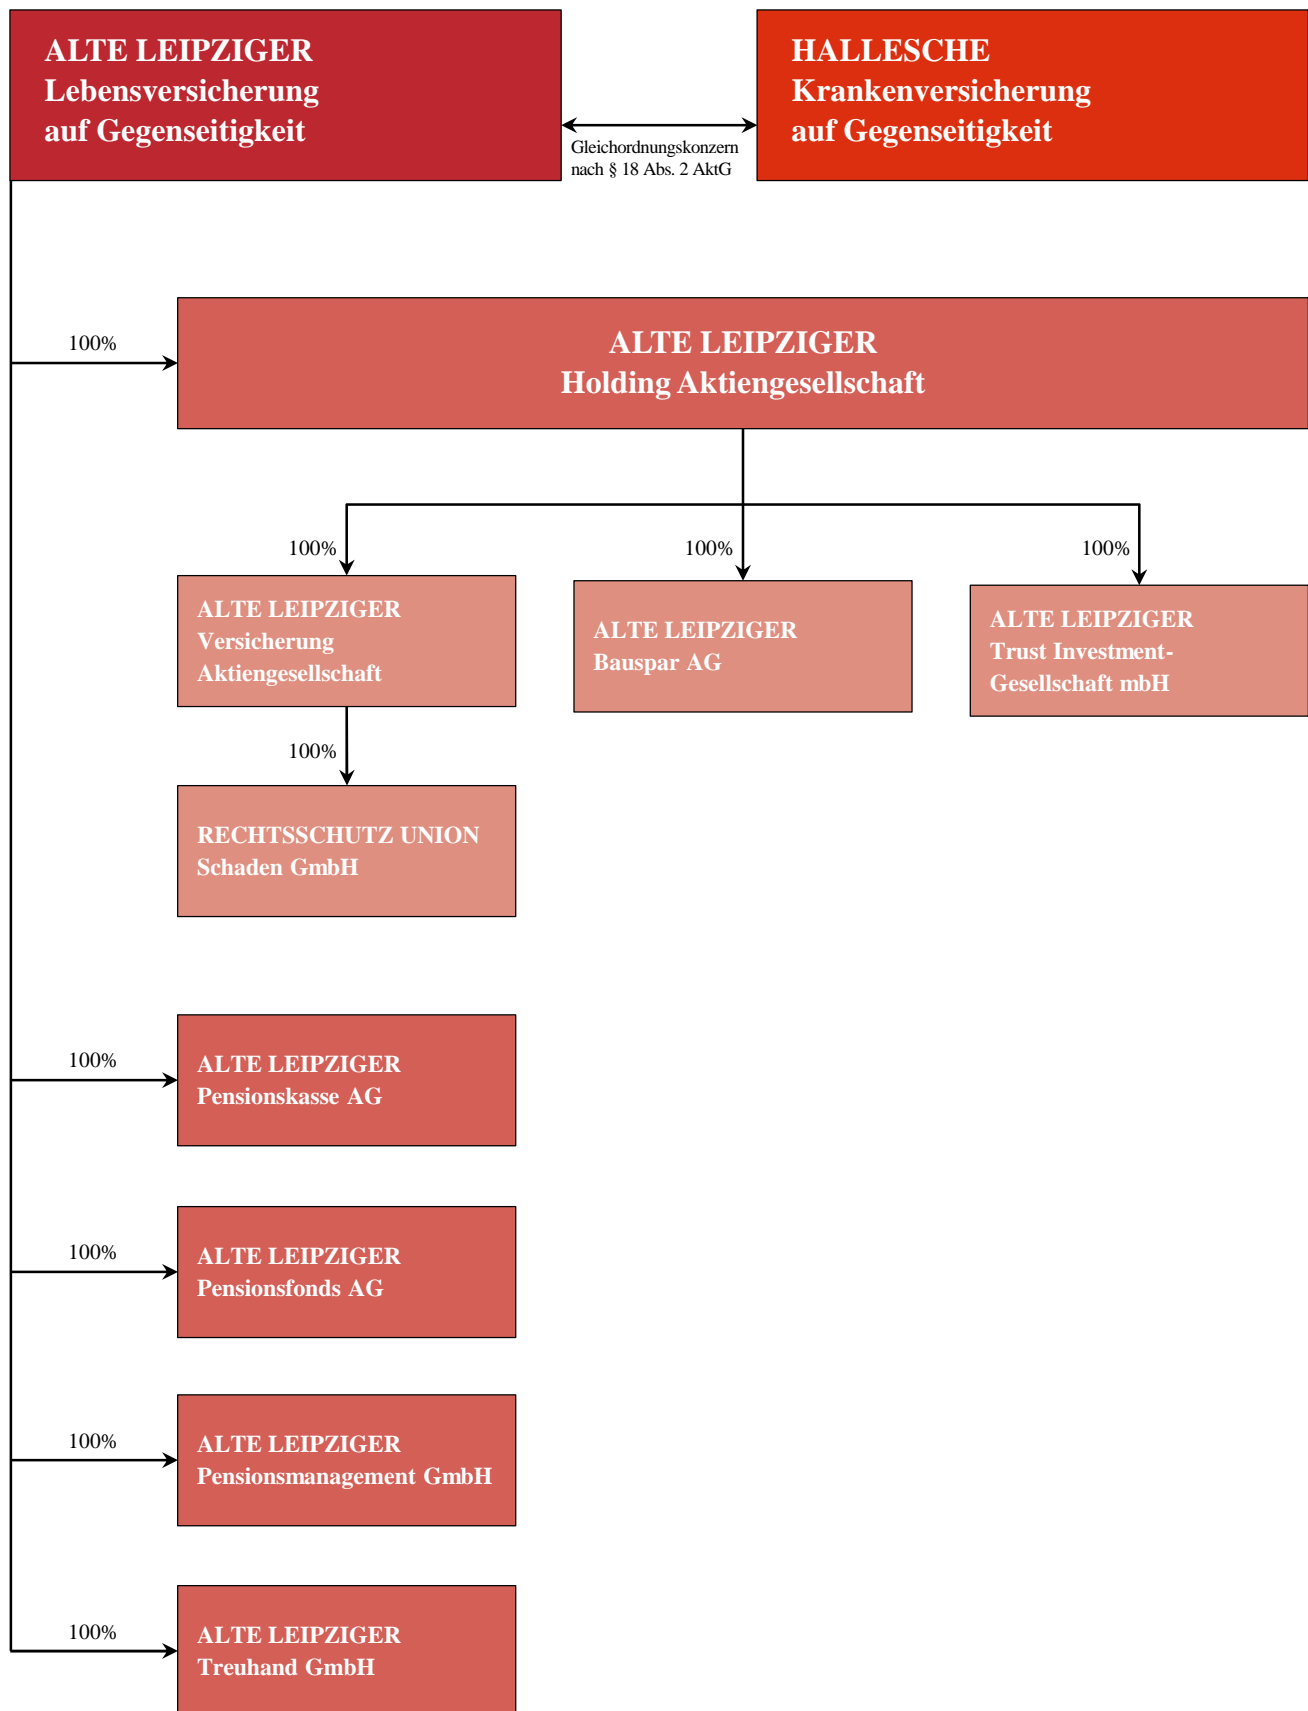 ALTE LEIPZIGER
Lebensversicherung
auf Gegenseitigkeit
Gleichordnungskonzern
nach § 18 Abs. 2 AktG
HALLESCHE
Krankenversicherung
auf Gegenseitigkeit
100%
ALTE LEIPZIGER
Holding Aktiengesellschaft
100%
100%
100%
ALTE LEIPZIGER
Versicherung
Aktiengesellschaft
ALTE LEIPZIGER
Bauspar AG
ALTE LEIPZIGER
Trust Investment-
Gesellschaft mbH
100%
RECHTSSCHUTZ UNION
Schaden GmbH
100%
ALTE LEIPZIGER
Pensionskasse AG
100%
ALTE LEIPZIGER
Pensionsfonds AG
100%
ALTE LEIPZIGER
Pensionsmanagement GmbH
100%
ALTE LEIPZIGER
Treuhand GmbH